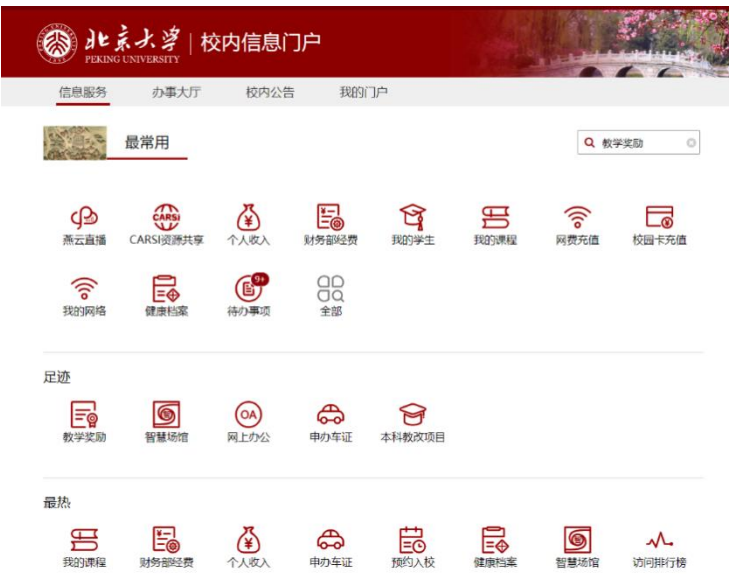 北京大学 | 校内信息门户
PEKING UNIVERSITY
信息服务 办事大厅 校内公告 我的门户
最常用 教学奖励
燕云直播 CARSI资源共享 个人收入 财务部经费 我的学生 我的课程 网费充值 校园卡充值
CARSI
9+
我的网络 健康档案 待办事项 全部
足迹
OA
教学奖励 智慧场馆 网上办公 申办车证 本科教改项目
最热
我的课程 财务部经费 个人收入 申办车证 预约入校 健康档案 智慧场馆 访问排行榜